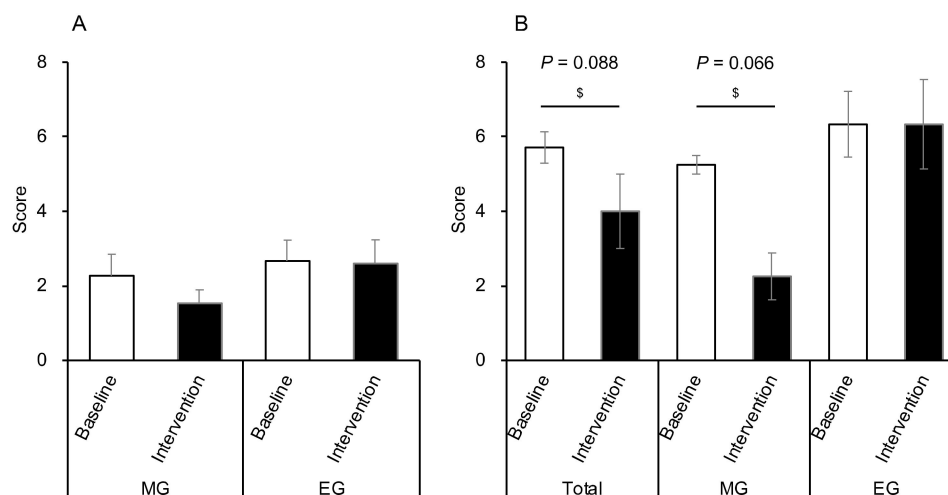 A
8
6
4
2
0
Score
Baseline
Intervention
Baseline
Intervention
MG
EG
B
P = 0.088
P = 0.066
$
$
8
6
4
2
0
Score
Baseline
Intervention
Baseline
Intervention
Baseline
Intervention
Total
MG
EG